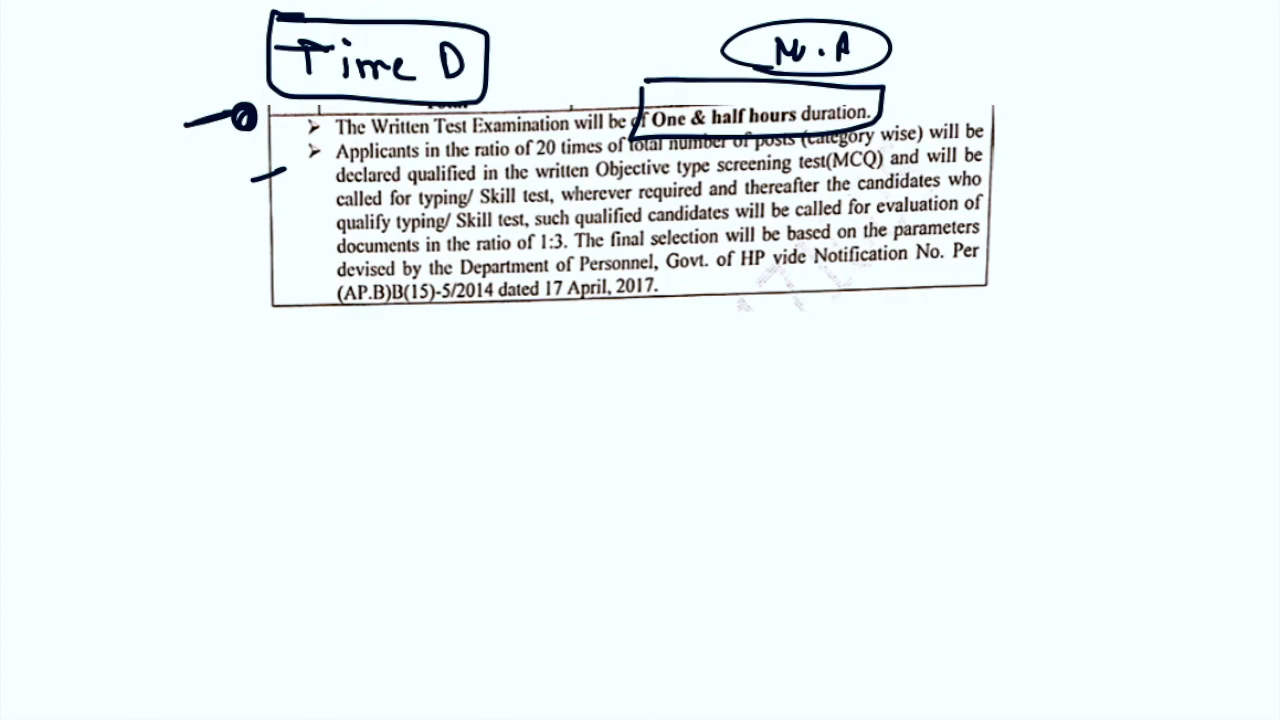 Time D
N.A
➢ The Written Test Examination will be of One & half hours duration.
➢ Applicants in the ratio of 20 times of total number of posts (category wise) will be
declared qualified in the written Objective type screening test(MCQ) and will be
called for typing/ Skill test, wherever required and thereafter the candidates who
qualify typing/ Skill test, such qualified candidates will be called for evaluation of
documents in the ratio of 1:3. The final selection will be based on the parameters
devised by the Department of Personnel, Govt. of HP vide Notification No. Per
(AP.B)B(15)-5/2014 dated 17 April, 2017.